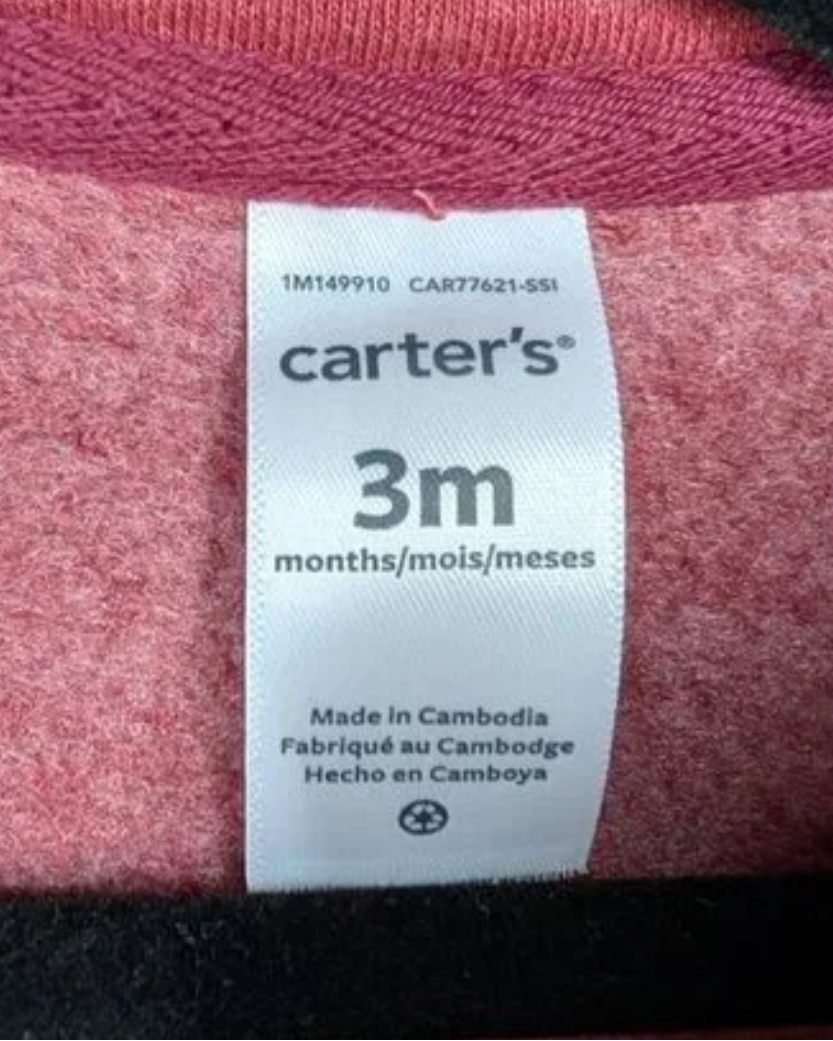 1M149910 CAR77621-SSI
carter's®
3m
months/mois/meses
Made in Cambodia
Fabriqué au Cambodge
Hecho en Camboya